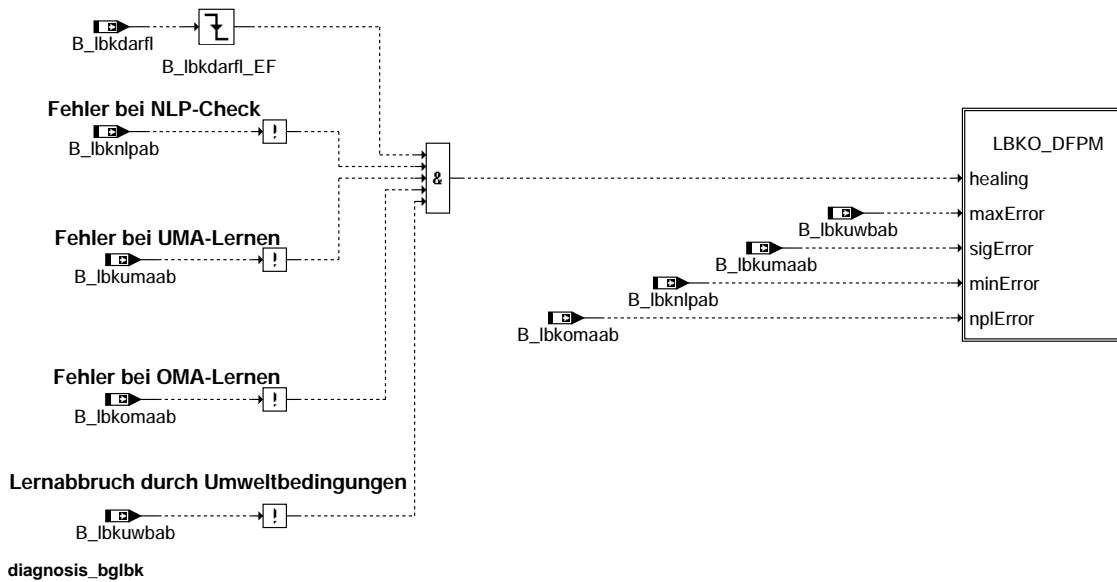 B_lbkdarfl
B_lbkdarfl_EF
Fehler bei NLP-Check
!
B_lbknlpab
&
LBKO_DFPM
healing
maxError
B_lbkuwbab
sigError
B_lbkumaab
minError
B_lbknlpab
nplError
B_lbkomaab
Fehler bei UMA-Lernen
!
B_lbkumaab
Fehler bei OMA-Lernen
!
B_lbkomaab
Lernabbruch durch Umweltbedingungen
!
B_lbkuwbab
diagnosis_bglbk